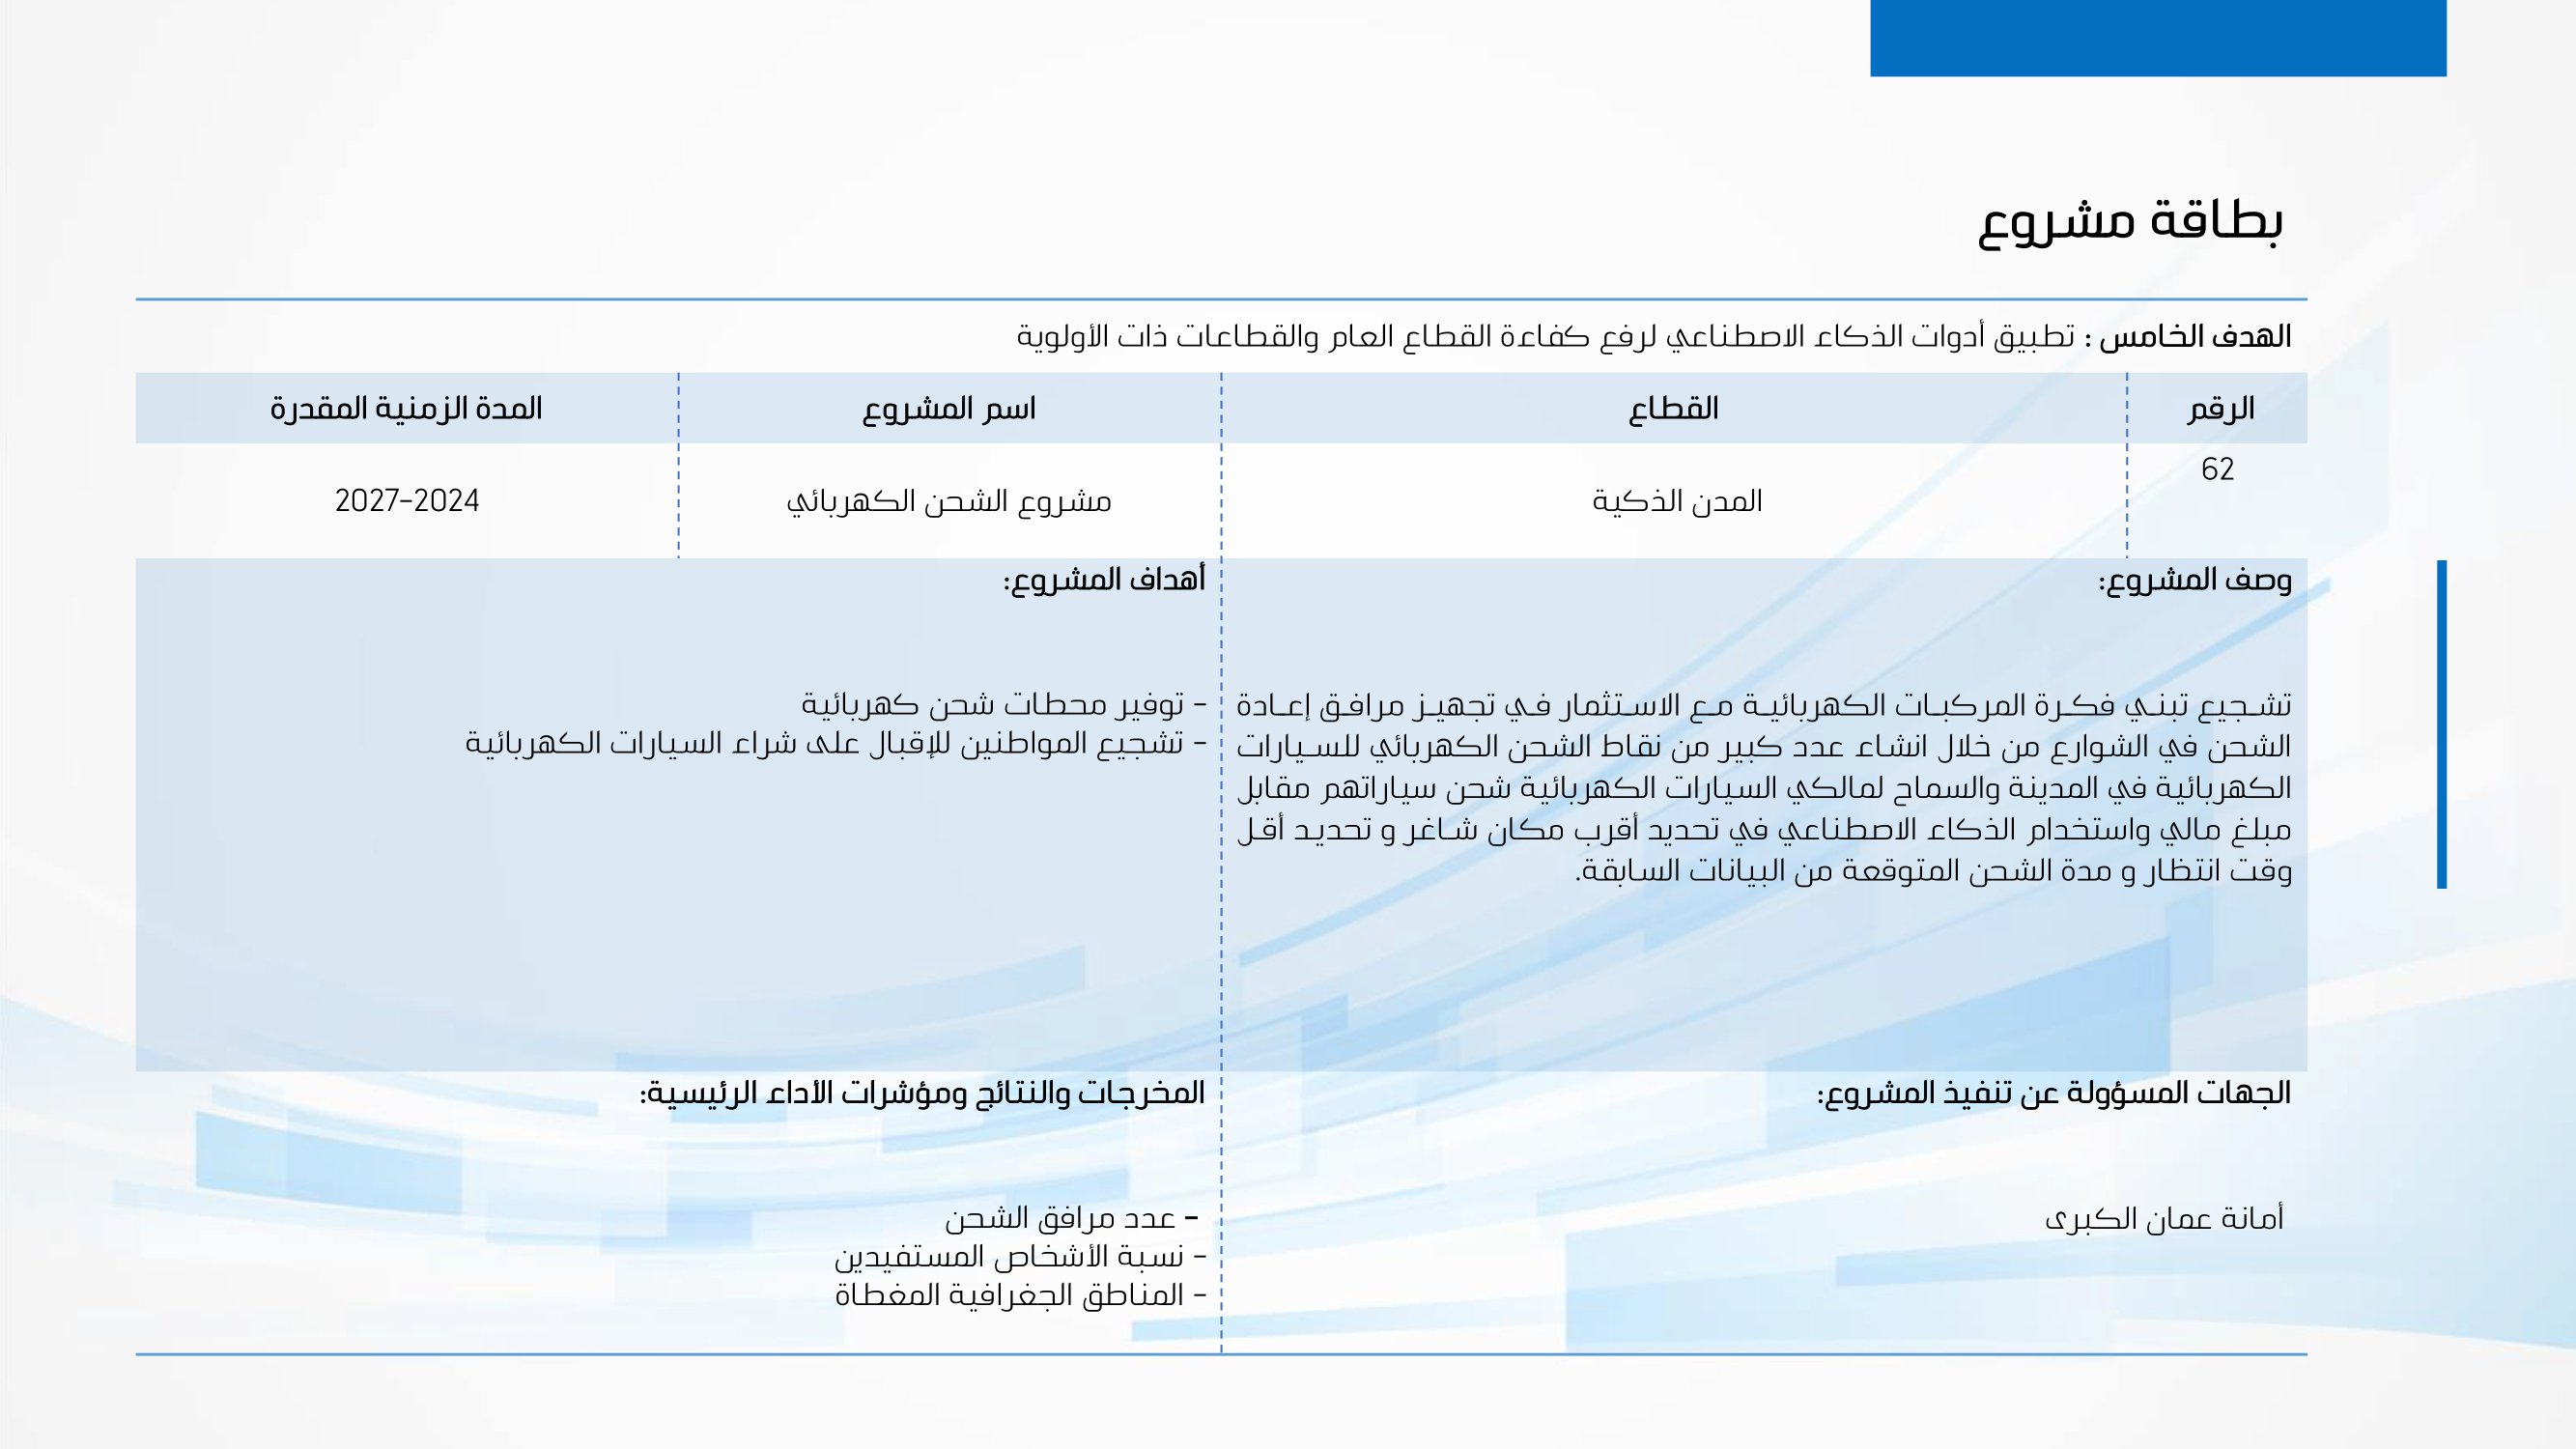 بطاقة مشروع
الهدف الخامس : تطبيق أدوات الذكاء الاصطناعي لرفع كفاءة القطاع العام والقطاعات ذات الأولوية
الرقم
القطاع
اسم المشروع
المدة الزمنية المقدرة
62
المدن الذكية
مشروع الشحن الكهربائي
2027-2024
وصف المشروع:
تشجيع تبني فكرة المركبات الكهربائية مع الاستثمار في تجهيز مرافق إعادة
الشحن في الشوارع من خلال انشاء عدد كبير من نقاط الشحن الكهربائي للسيارات
الكهربائية في المدينة والسماح لمالكي السيارات الكهربائية شحن سياراتهم مقابل
مبلغ مالي واستخدام الذكاء الاصطناعي في تحديد أقرب مكان شاغر و تحديد أقل
وقت انتظار و مدة الشحن المتوقعة من البيانات السابقة.
أهداف المشروع:
- توفير محطات شحن كهربائية
- تشجيع المواطنين للإقبال على شراء السيارات الكهربائية
الجهات المسؤولة عن تنفيذ المشروع:
أمانة عمان الكبرى
المخرجات والنتائج ومؤشرات الأداء الرئيسية:
- عدد مرافق الشحن
- نسبة الأشخاص المستفيدين
- المناطق الجغرافية المغطاة